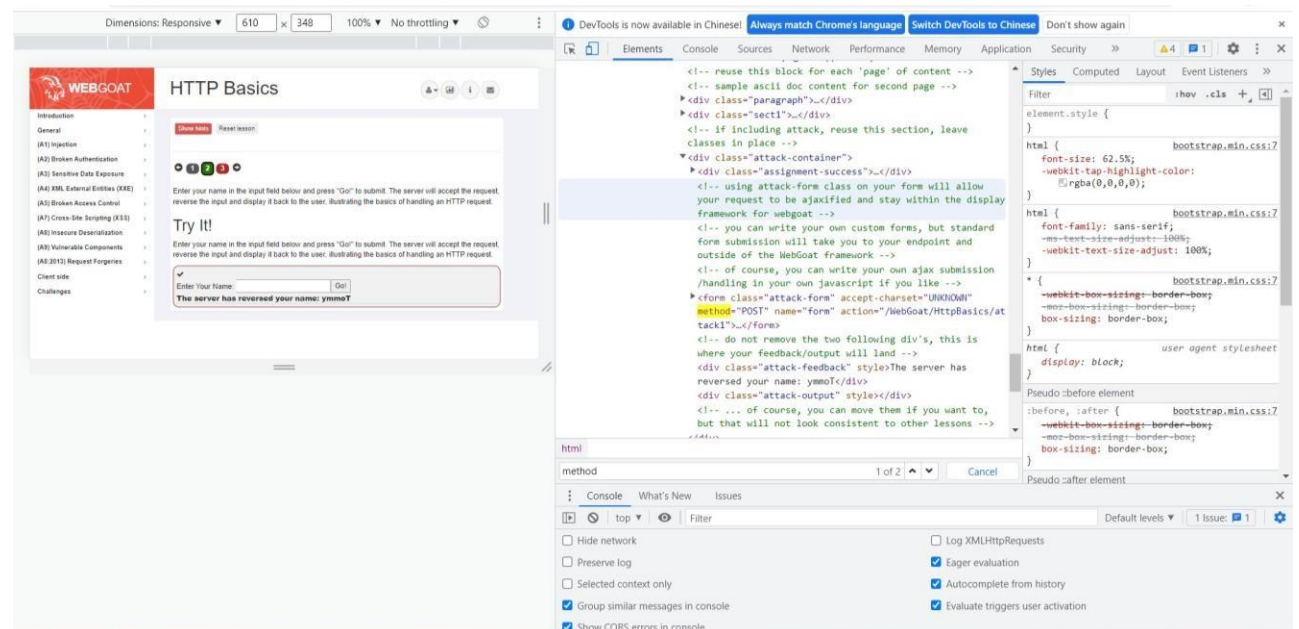 Dimensions: Responsive ▼ 610 x 348 100% ▼ No throttling ▼
WEBGOAT
Introduction
General
(A1) Injection
(A2) Broken Authentication
(A3) Sensitive Data Exposure
(A4) XML External Entities (XXE)
(A5) Broken Access Control
(A7) Cross-Site Scripting (XSS)
(A8) Insecure Deserialization
(A9) Vulnerable Components
(A8:2013) Request Forgeries
Client side
Challenges
HTTP Basics
Show hints Reset lesson
1 2 3
Enter your name in the input field below and press "Go!" to submit. The server will accept the request,
reverse the input and display it back to the user, illustrating the basics of handling an HTTP request.
Try It!
Enter your name in the input field below and press "Go!" to submit. The server will accept the request,
reverse the input and display it back to the user, illustrating the basics of handling an HTTP request.
Enter Your Name: Go!
The server has reversed your name: ymmoT
DevTools is now available in Chinese! Always match Chrome's language Switch DevTools to Chinese Don't show again
Elements Console Sources Network Performance Memory Application Security » 4 1
<!-- reuse this block for each 'page' of content -->
<!-- sample ascii doc content for second page -->
<div class="paragraph">…</div>
<div class="sect1">…</div>
<!-- if including attack, reuse this section, leave
classes in place -->
<div class="attack-container">
<div class="assignment-success">…</div>
<!-- using attack-form class on your form will allow
your request to be ajaxified and stay within the display
framework for webgoat -->
<!-- you can write your own custom forms, but standard
form submission will take you to your endpoint and
outside of the WebGoat framework -->
<!-- of course, you can write your own ajax submission
/handling in your own javascript if you like -->
<form class="attack-form" accept-charset="UNKNOWN"
method="POST" name="form" action="/WebGoat/HttpBasics/at
tack1">…</form>
<!-- do not remove the two following div's, this is
where your feedback/output will land -->
<div class="attack-feedback" style>The server has
reversed your name: ymmoT</div>
<div class="attack-output" style></div>
<!-- ... of course, you can move them if you want to,
but that will not look consistent to other lessons -->
</div>
html
method 1 of 2 Cancel
Styles Computed Layout Event Listeners »
Filter :hov .cls +
element.style {
}
html { bootstrap.min.css:7
font-size: 62.5%;
-webkit-tap-highlight-
color:
rgba(0,0,0,0);
}
html { bootstrap.min.css:7
font-family: sans-serif;
-ms-text-size-adjust: 100%;
-webkit-text-size-adjust: 100%;
}
* { bootstrap.min.css:7
-webkit-box-sizing: border-box;
-moz-box-sizing: border-box;
box-sizing: border-box;
}
html { user agent stylesheet
display: block;
}
Pseudo ::before element
:before, :after { bootstrap.min.css:7
-webkit-box-sizing: border-box;
-moz-box-sizing: border-box;
box-sizing: border-box;
}
Pseudo ::after element
Console What's New Issues
top ▼ Filter Default levels ▼ 1 Issue: 1
Hide network
Preserve log
Selected context only
Group similar messages in console
Show CORS errors in console
Log XMLHttpRequests
Eager evaluation
Autocomplete from history
Evaluate triggers user activation